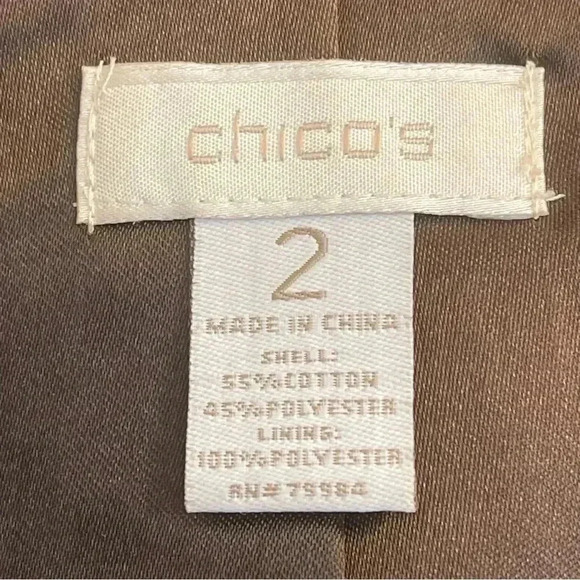 chico's
2
MADE IN CHINA
SHELL:
55% COTTON
45% POLYESTER
LINING:
100% POLYESTER
RN# 79984